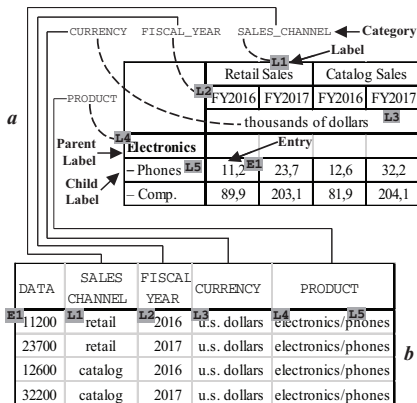 CURRENCY FISCAL_YEAR SALES_CHANNEL Category
Label
L1
Retail Sales Catalog Sales
L2 FY2016 FY2017 FY2016 FY2017
PRODUCT
thousands of dollars L3
a
L4
Parent Label Electronics Entry
Child Label – Phones L5 11,2 E1 23,7 12,6 32,2
– Comp. 89,9 203,1 81,9 204,1
DATA SALES CHANNEL FISCAL YEAR CURRENCY PRODUCT
E1 L1 L2 L3 L4 L5
11200 retail 2016 u.s. dollars electronics/phones
23700 retail 2017 u.s. dollars electronics/phones
b
12600 catalog 2016 u.s. dollars electronics/phones
32200 catalog 2017 u.s. dollars electronics/phones